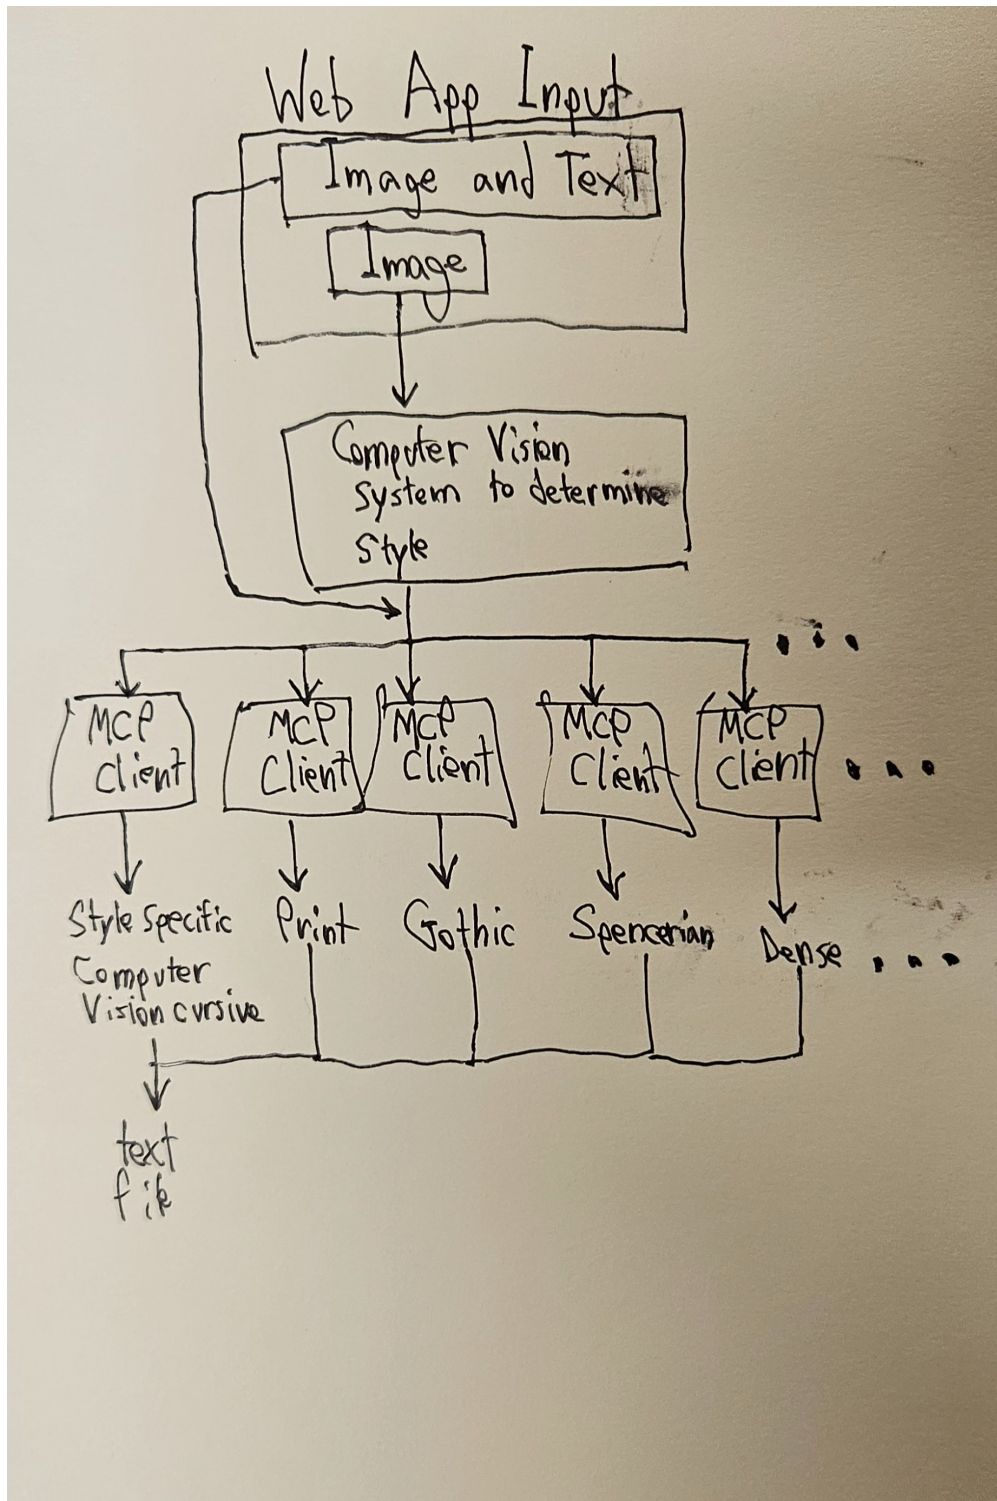 Web App Input
Image and Text
Image
Computer Vision
System to determine
Style
MCP
Client
MCP
Client
MCP
Client
MCP
Client
MCP
Client
Style specific
Computer
Vision cursive
Print
Gothic
Spencerian
Dense
text
file